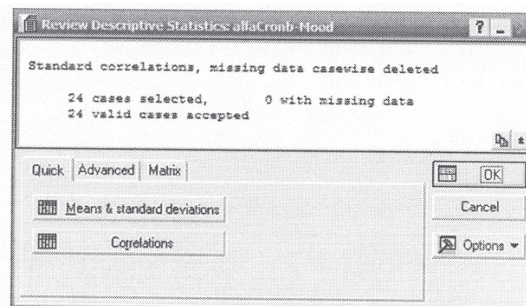 Review Descriptive Statistics: alfaCronb-Mood
Standard correlations, missing data casewise deleted
24 cases selected, 0 with missing data
24 valid cases accepted
Quick Advanced Matrix
OK
Means & standard deviations
Cancel
Correlations
Options